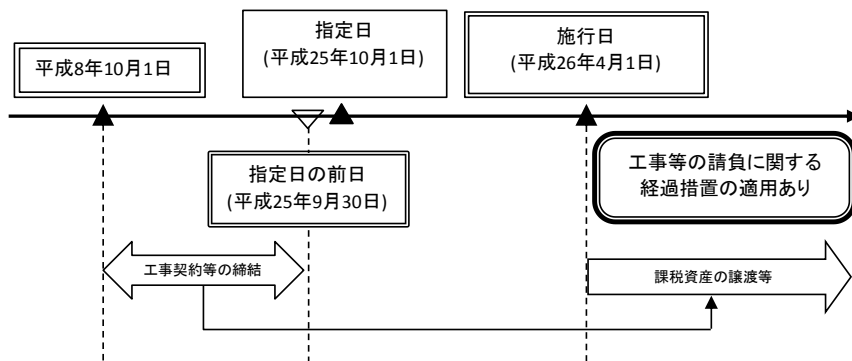 指定日
(平成25年10月1日)
施行日
(平成26年4月1日)
平成8年10月1日
指定日の前日
(平成25年9月30日)
工事等の請負に関する
経過措置の適用あり
工事契約等の締結
課税資産の譲渡等